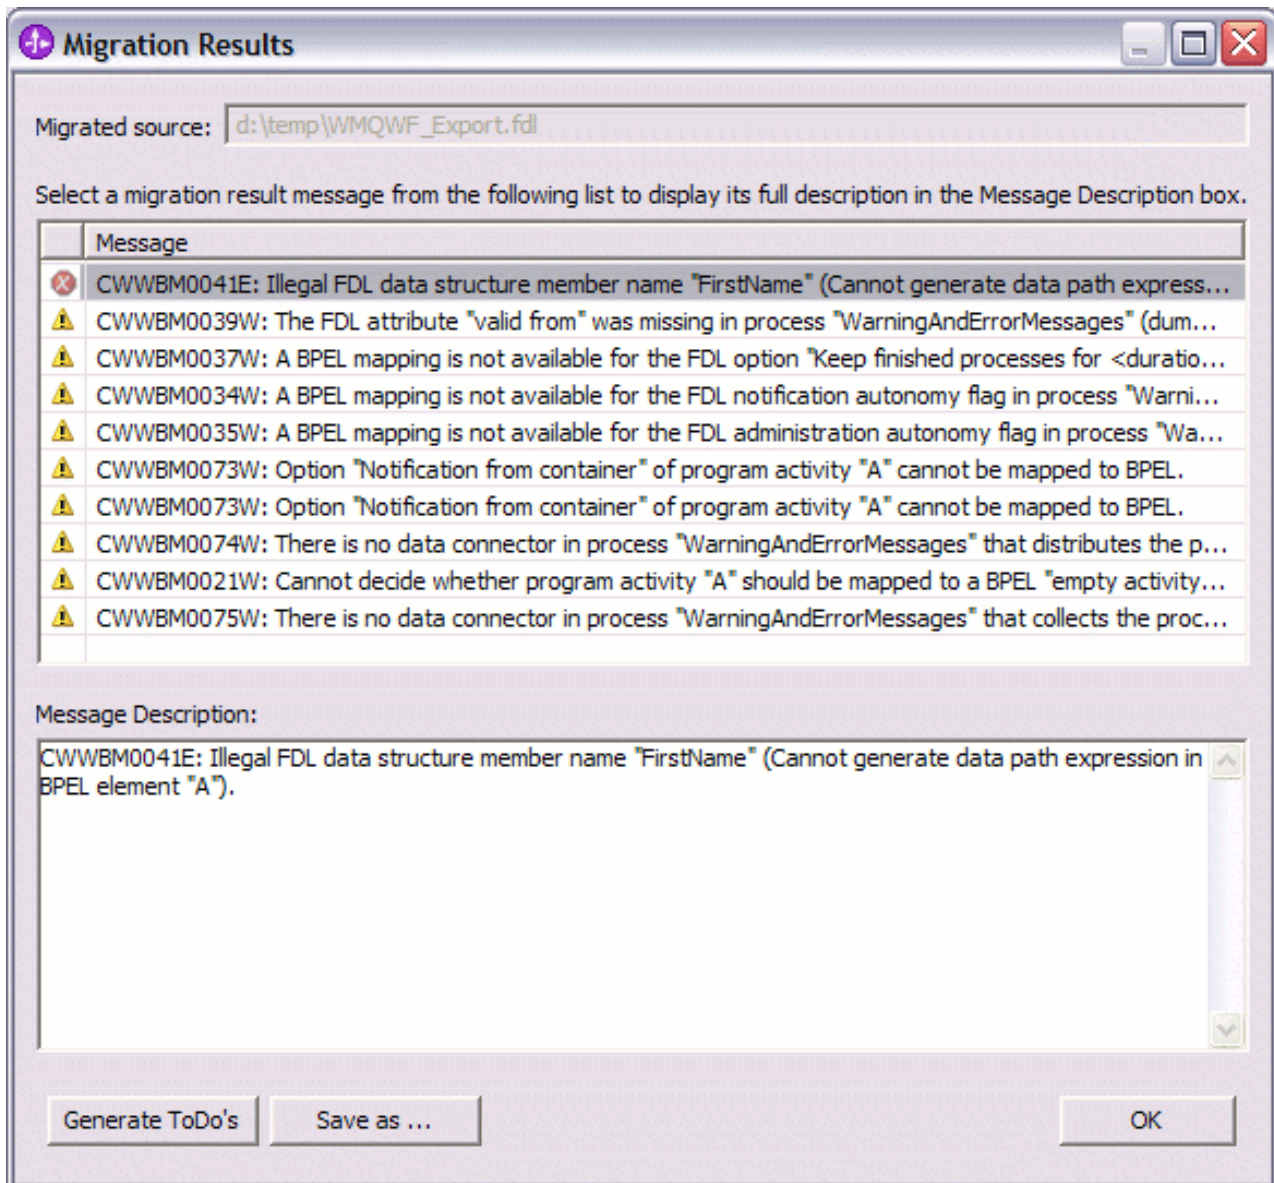 Migration Results
Migrated source: d:\temp\WMQWF_Export.fdl
Select a migration result message from the following list to display its full description in the Message Description box.
Message
CWWBM0041E: Illegal FDL data structure member name "FirstName" (Cannot generate data path express...
CWWBM0039W: The FDL attribute "valid from" was missing in process "WarningAndErrorMessages" (dum...
CWWBM0037W: A BPEL mapping is not available for the FDL option "Keep finished processes for <duratio...
CWWBM0034W: A BPEL mapping is not available for the FDL notification autonomy flag in process "Warni...
CWWBM0035W: A BPEL mapping is not available for the FDL administration autonomy flag in process "Wa...
CWWBM0073W: Option "Notification from container" of program activity "A" cannot be mapped to BPEL.
CWWBM0073W: Option "Notification from container" of program activity "A" cannot be mapped to BPEL.
CWWBM0074W: There is no data connector in process "WarningAndErrorMessages" that distributes the p...
CWWBM0021W: Cannot decide whether program activity "A" should be mapped to a BPEL "empty activity...
CWWBM0075W: There is no data connector in process "WarningAndErrorMessages" that collects the proc...
Message Description:
CWWBM0041E: Illegal FDL data structure member name "FirstName" (Cannot generate data path expression in
BPEL element "A").
Generate ToDo's Save as ... OK